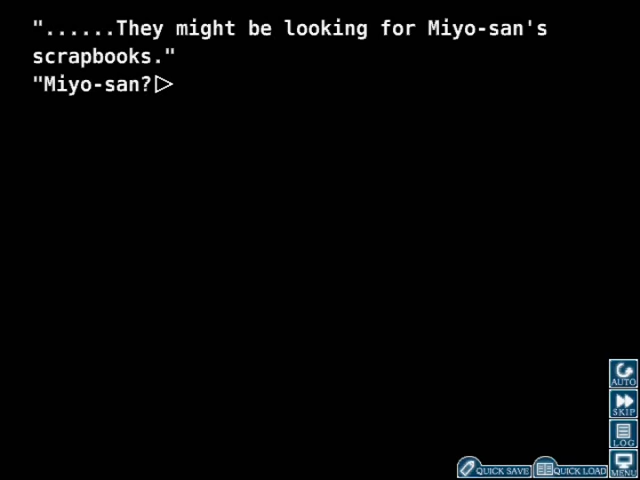 "......They might be looking for Miyo-san's
scrapbooks."
"Miyo-san?
AUTO
SKIP
LOG
QUICK SAVE
QUICK LOAD
MENU